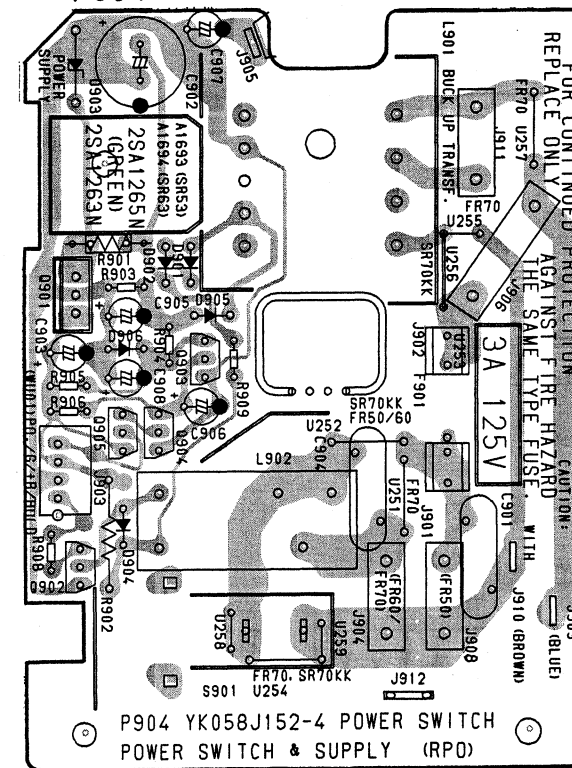 POWER
SUPPLY
D903
C902
C907
J905
L901 BUCK UP TRANSF.
FR70 U257
J911
FR70
FOR CONTINUED PROTECTION
AGAINST FIRE HAZARD
REPLACE ONLY
THE SAME TYPE FUSE.
WITH
CAUTION:
A1693 (SR53)
A1694 (SR63)
2SA1265N
(GREEN)
2SA1263N
U255
U256
SR70KK
J906
R901
R903
D901
Q901
C905
D905
C903
D906
R904
C908
Q903
R909
C906
R905
R906
Q905
Q904
J903
R908
Q902
R902
D904
J902
U253
F901
3A 125V
SR70KK
FR50/60
U252
C904
L902
U251
FR70
J901
C901
(FR60/
FR70)
(FR50)
J904
J908
J910 (BROWN)
(BLUE)
U258
U259
FR70, SR70KK
S901 U254
J912
P904 YK058J152-4 POWER SWITCH
POWER SWITCH & SUPPLY (RPO)